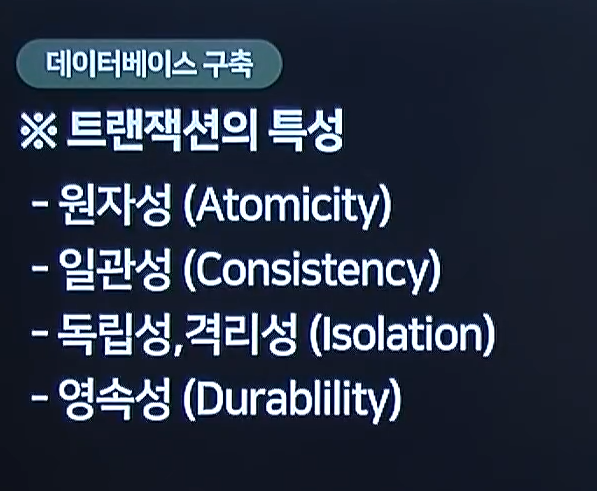 데이터베이스 구축
※ 트랜잭션의 특성
- 원자성 (Atomicity)
- 일관성 (Consistency)
- 독립성,격리성 (Isolation)
- 영속성 (Durablility)